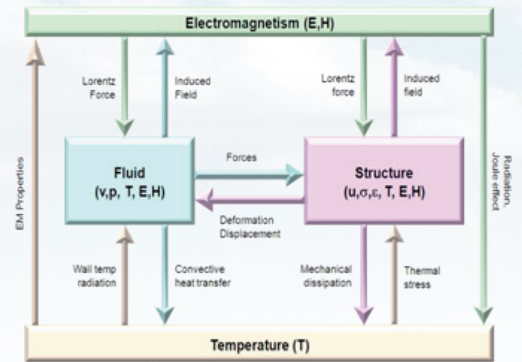 Electromagnetism (E,H)
Lorentz
Force
Induced
Field
Lorentz
force
Induced
field
EM Properties
Radiation,
Joule effect
Fluid
(v,p, T, E,H)
Forces
Structure
(u,σ,ε, T, E,H)
Deformation
Displacement
Wall temp
radiation
Convective
heat transfer
Mechanical
dissipation
Thermal
stress
Temperature (T)